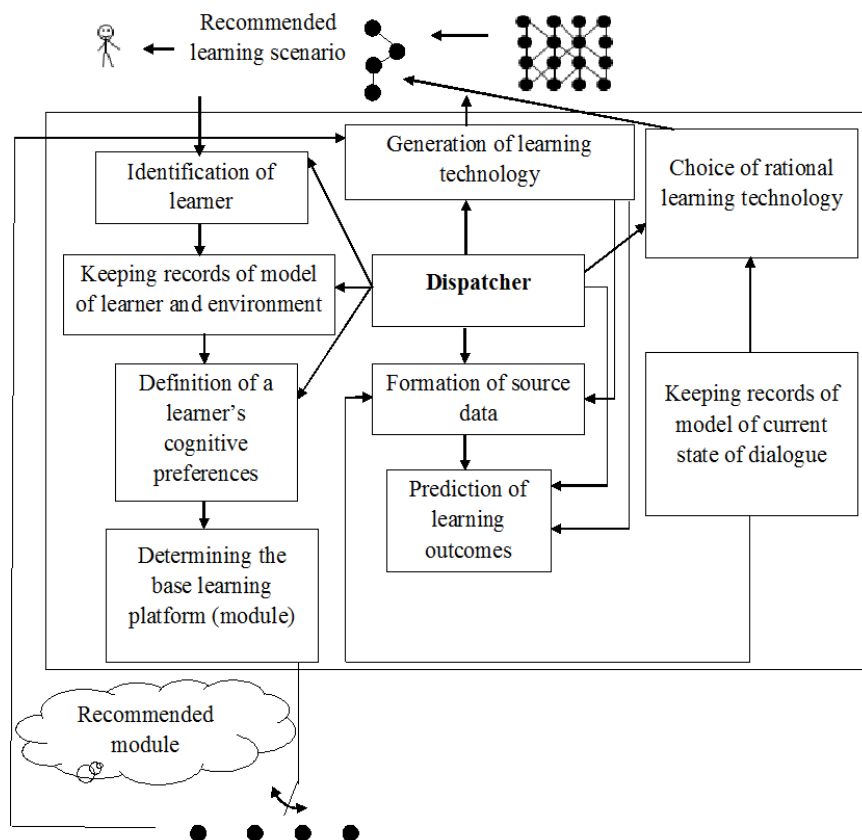 Recommended
learning scenario
Generation of learning
technology
Choice of rational
learning technology
Identification of
learner
Keeping records of model
of learner and environment
Dispatcher
Definition of a
learner's
cognitive
preferences
Formation of source
data
Keeping records of
model of current
state of dialogue
Prediction of
learning
outcomes
Determining the
base learning
platform (module)
Recommended
module